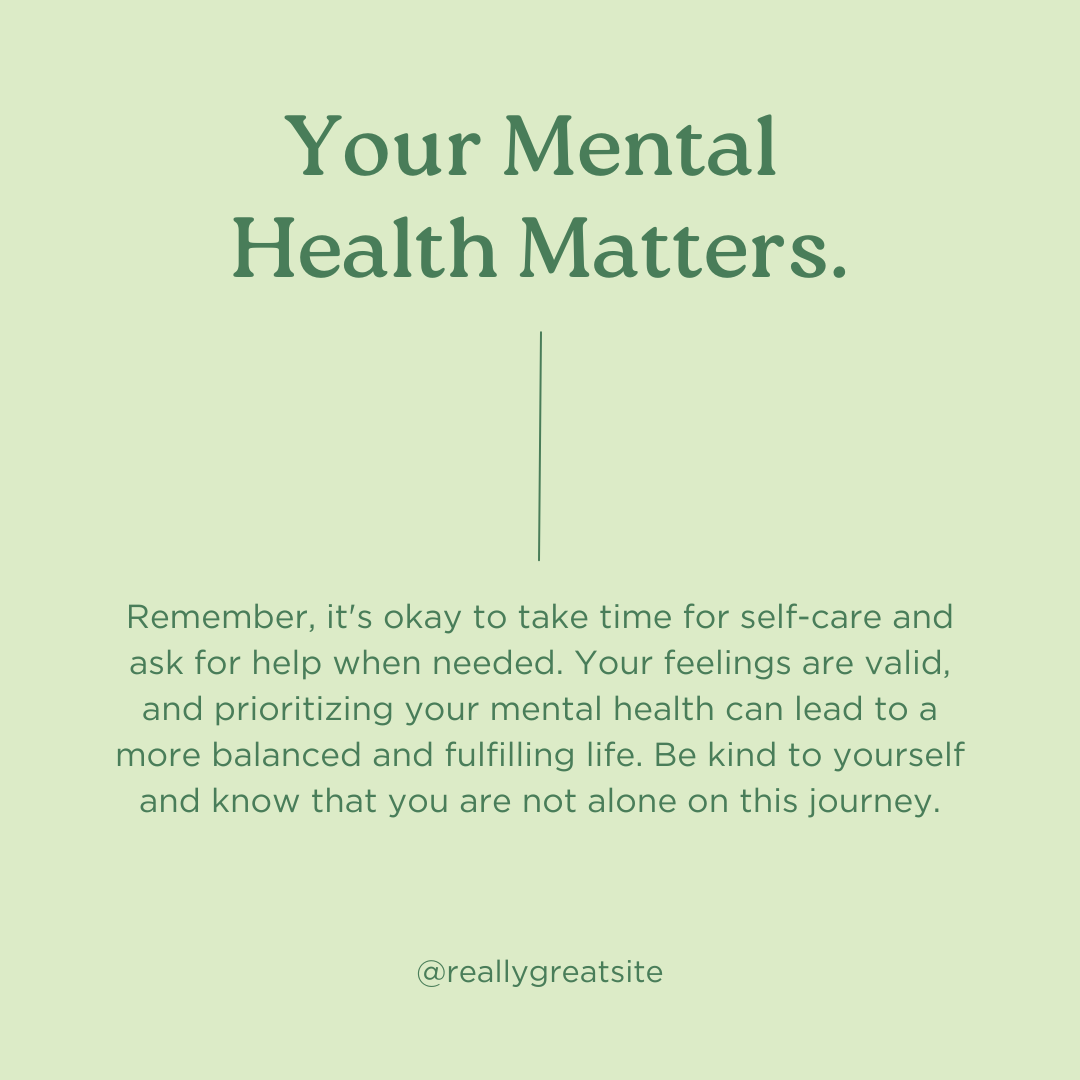 Your Mental
Health Matters.
Remember, it's okay to take time for self-care and
ask for help when needed. Your feelings are valid,
and prioritizing your mental health can lead to a
more balanced and fulfilling life. Be kind to yourself
and know that you are not alone on this journey.
@reallygreatsite